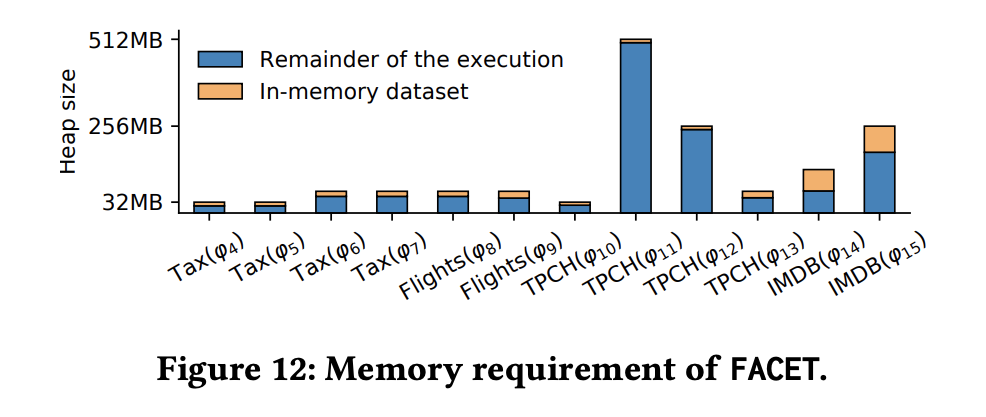 512MB
256MB
32MB
Heap size
Remainder of the execution
In-memory dataset
Tax(φ4)
Tax(φ5)
Tax(φ6)
Tax(φ7)
Flights(φ8)
Flights(φ9)
TPCH(φ10)
TPCH(φ11)
TPCH(φ12)
TPCH(φ13)
IMDB(φ14)
IMDB(φ15)
Figure 12: Memory requirement of FACET.